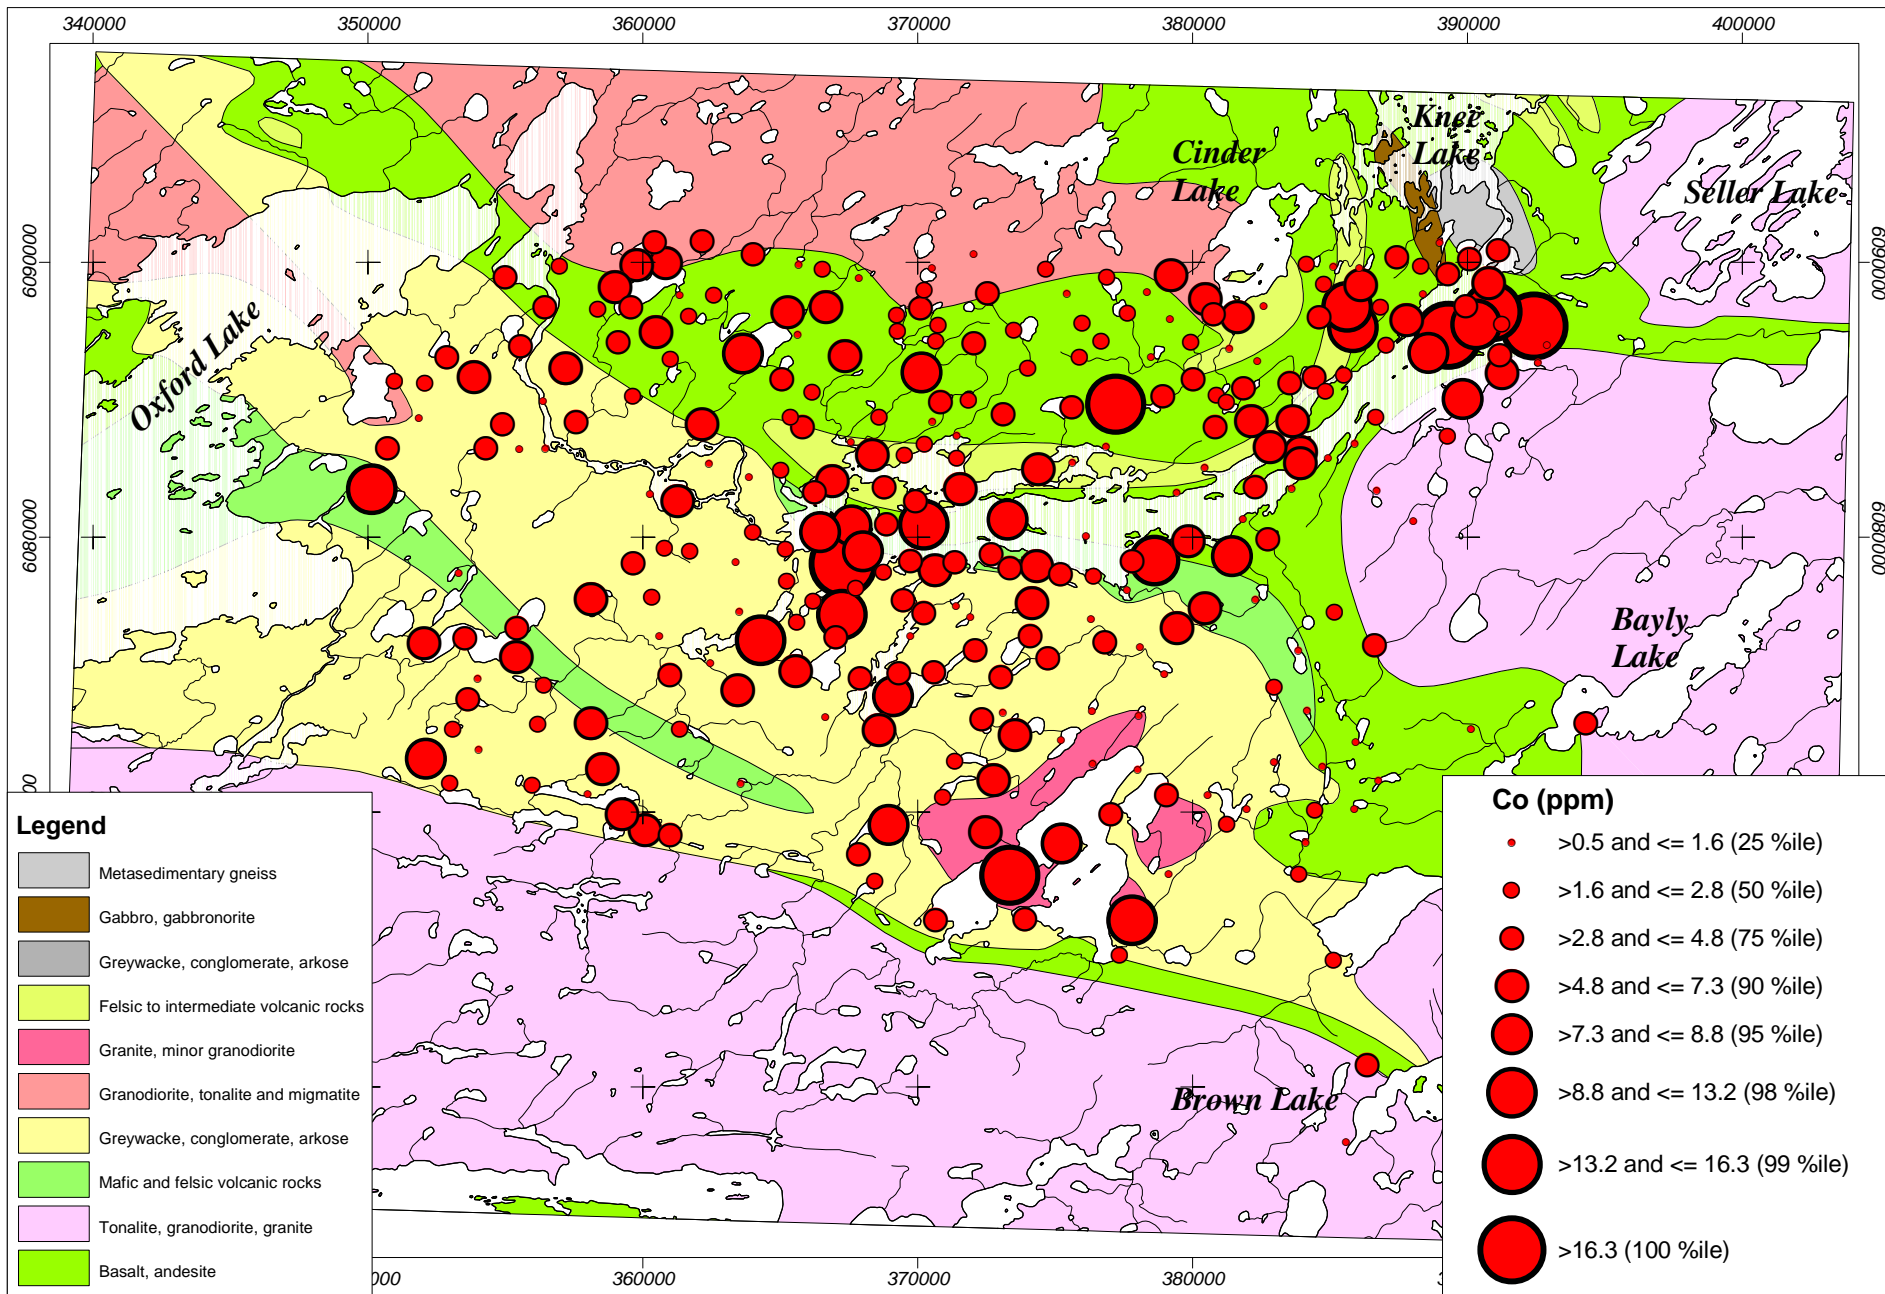 340000 350000 360000 370000 380000 390000 400000
Knee
Lake
Cinder
Lake
Seller Lake
6090000
6090000
Oxford Lake
6080000
6080000
Bayly
Lake
Brown Lake
Legend
Metasedimentary gneiss
Gabbro, gabbronorite
Greywacke, conglomerate, arkose
Felsic to intermediate volcanic rocks
Granite, minor granodiorite
Granodiorite, tonalite and migmatite
Greywacke, conglomerate, arkose
Mafic and felsic volcanic rocks
Tonalite, granodiorite, granite
Basalt, andesite
Co (ppm)
>0.5 and <= 1.6 (25 %ile)
>1.6 and <= 2.8 (50 %ile)
>2.8 and <= 4.8 (75 %ile)
>4.8 and <= 7.3 (90 %ile)
>7.3 and <= 8.8 (95 %ile)
>8.8 and <= 13.2 (98 %ile)
>13.2 and <= 16.3 (99 %ile)
>16.3 (100 %ile)
360000 370000 380000